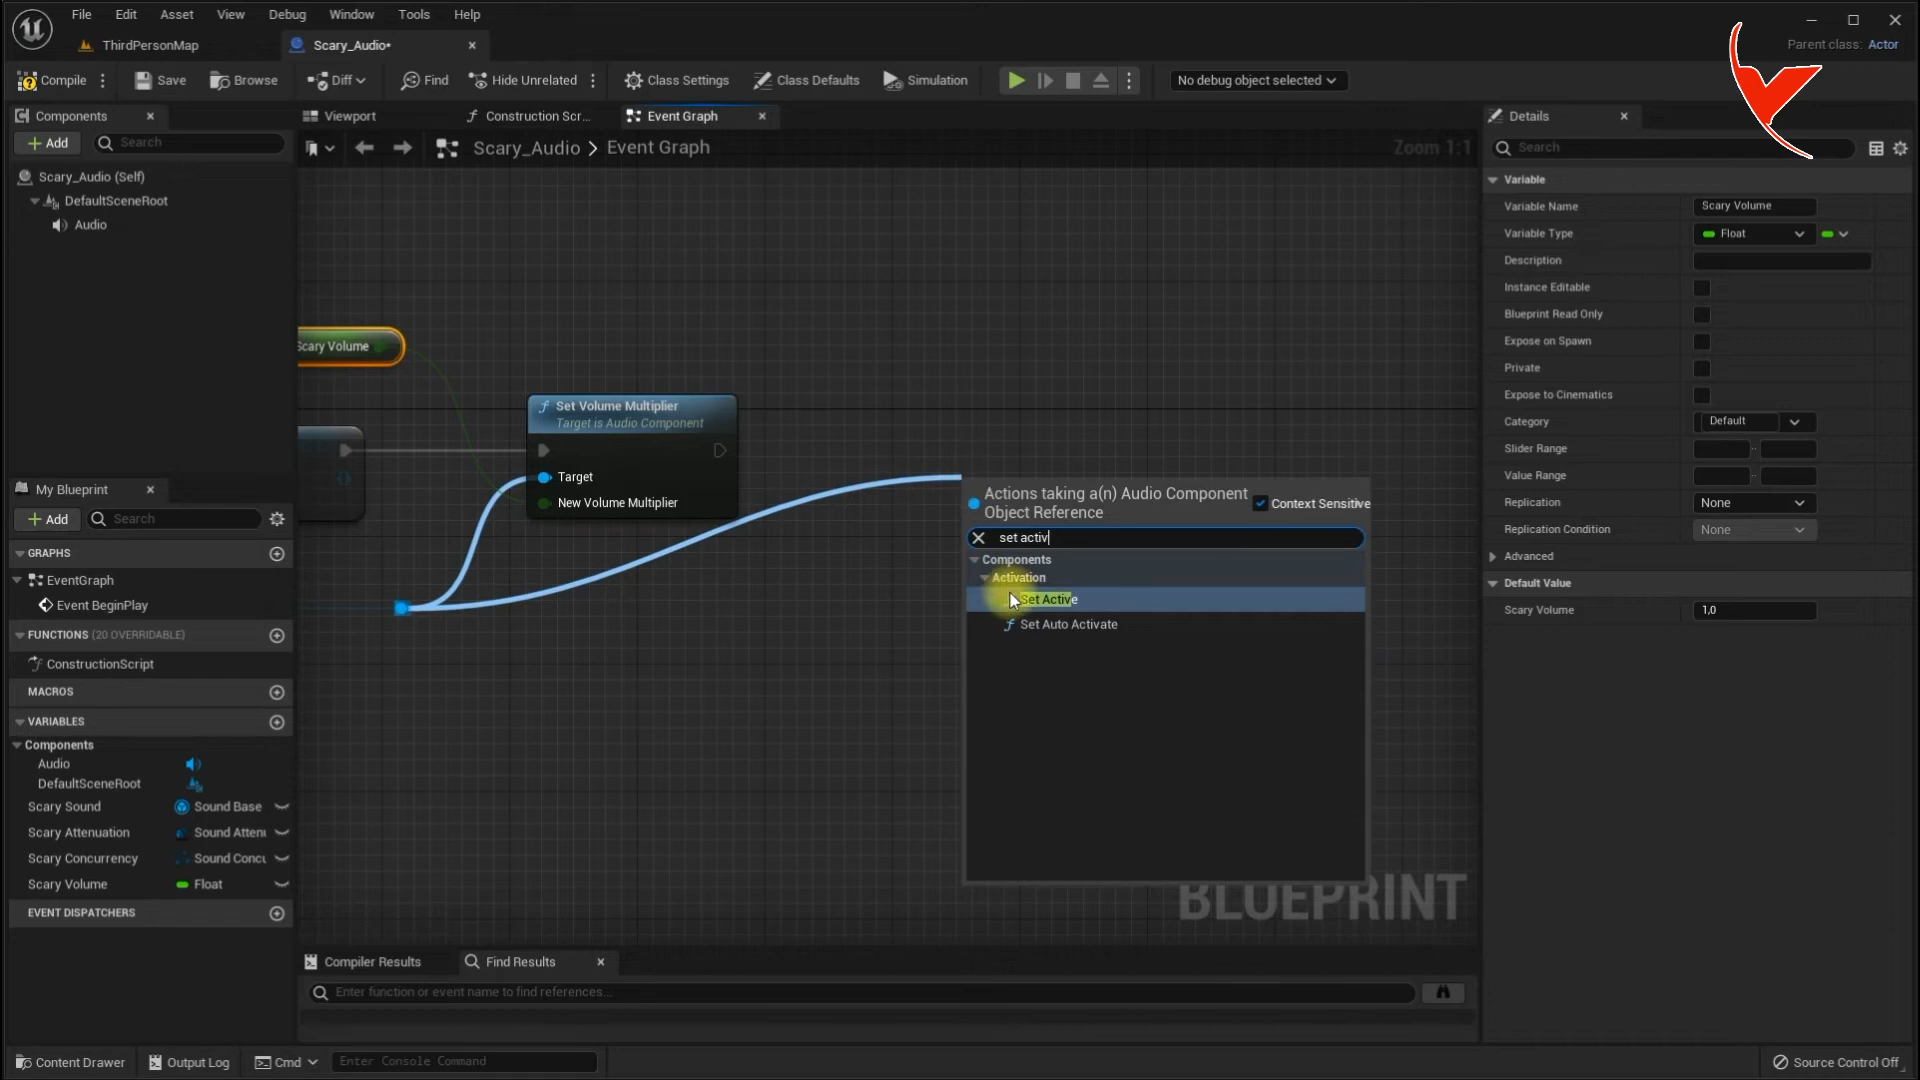 File Edit Asset View Debug Window Tools Help
ThirdPersonMap Scary_Audio•
Parent class: Actor
Compile Save Browse Diff Find Hide Unrelated Class Settings Class Defaults Simulation No debug object selected
Components
Add Search
Scary_Audio (Self)
DefaultSceneRoot
Audio
Viewport Construction Scr... Event Graph
Scary_Audio > Event Graph Zoom 1:1
Scary Volume
Set Volume Multiplier
Target is Audio Component
Target
New Volume Multiplier
Actions taking a(n) Audio Component
Object Reference
Context Sensitive
set activ
Components
Activation
Set Active
Set Auto Activate
BLUEPRINT
My Blueprint
Add Search
GRAPHS
EventGraph
Event BeginPlay
FUNCTIONS (20 OVERRIDABLE)
ConstructionScript
MACROS
VARIABLES
Components
Audio
DefaultSceneRoot
Scary Sound Sound Base
Scary Attenuation Sound Attenu
Scary Concurrency Sound Concu
Scary Volume Float
EVENT DISPATCHERS
Details
Search
Variable
Variable Name Scary Volume
Variable Type Float
Description
Instance Editable
Blueprint Read Only
Expose on Spawn
Private
Expose to Cinematics
Category Default
Slider Range
Value Range
Replication None
Replication Condition None
Advanced
Default Value
Scary Volume 1,0
Compiler Results Find Results
Enter function or event name to find references...
Content Drawer Output Log Cmd Enter Console Command Source Control Off